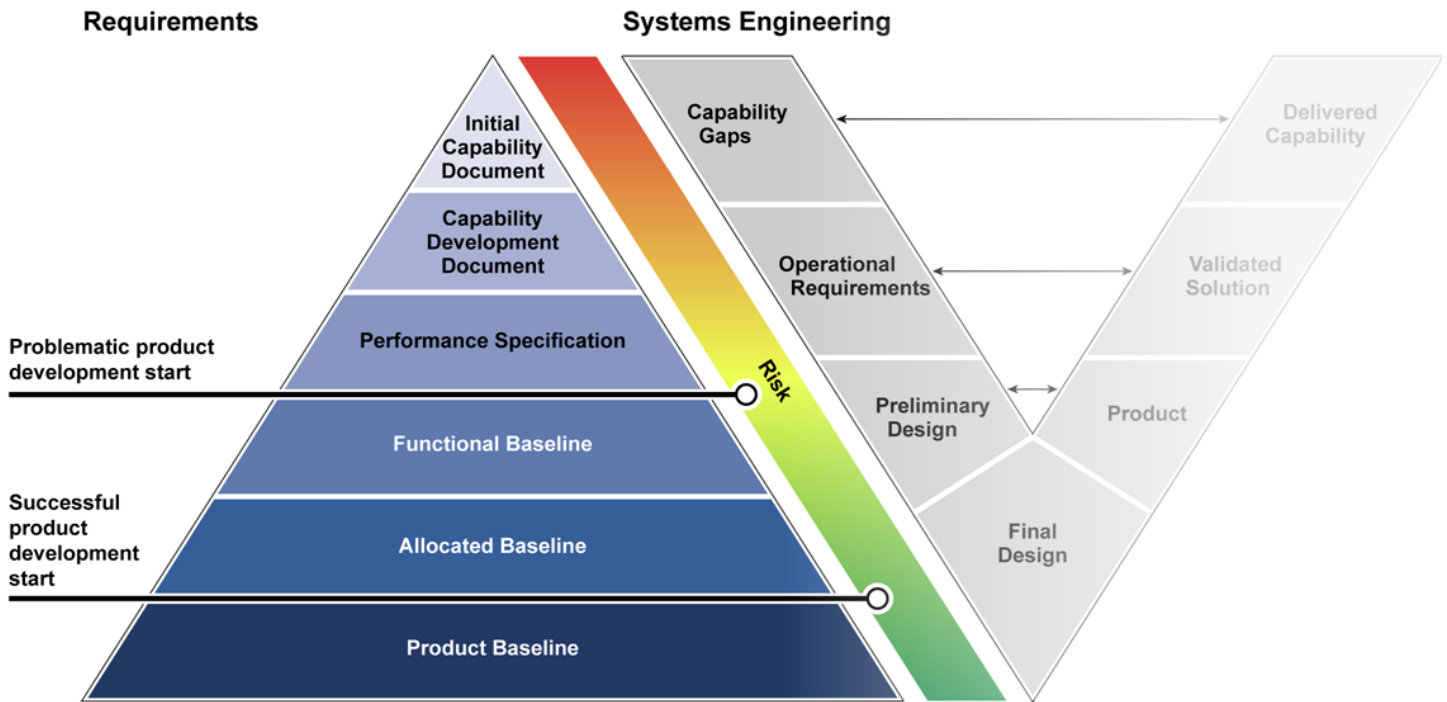 Requirements
Systems Engineering
Initial
Capability
Document
Capability
Development
Document
Performance Specification
Problematic product
development start
Functional Baseline
Successful
product
development
start
Allocated Baseline
Product Baseline
Risk
Capability
Gaps
Operational
Requirements
Preliminary
Design
Final
Design
Product
Validated
Solution
Delivered
Capability